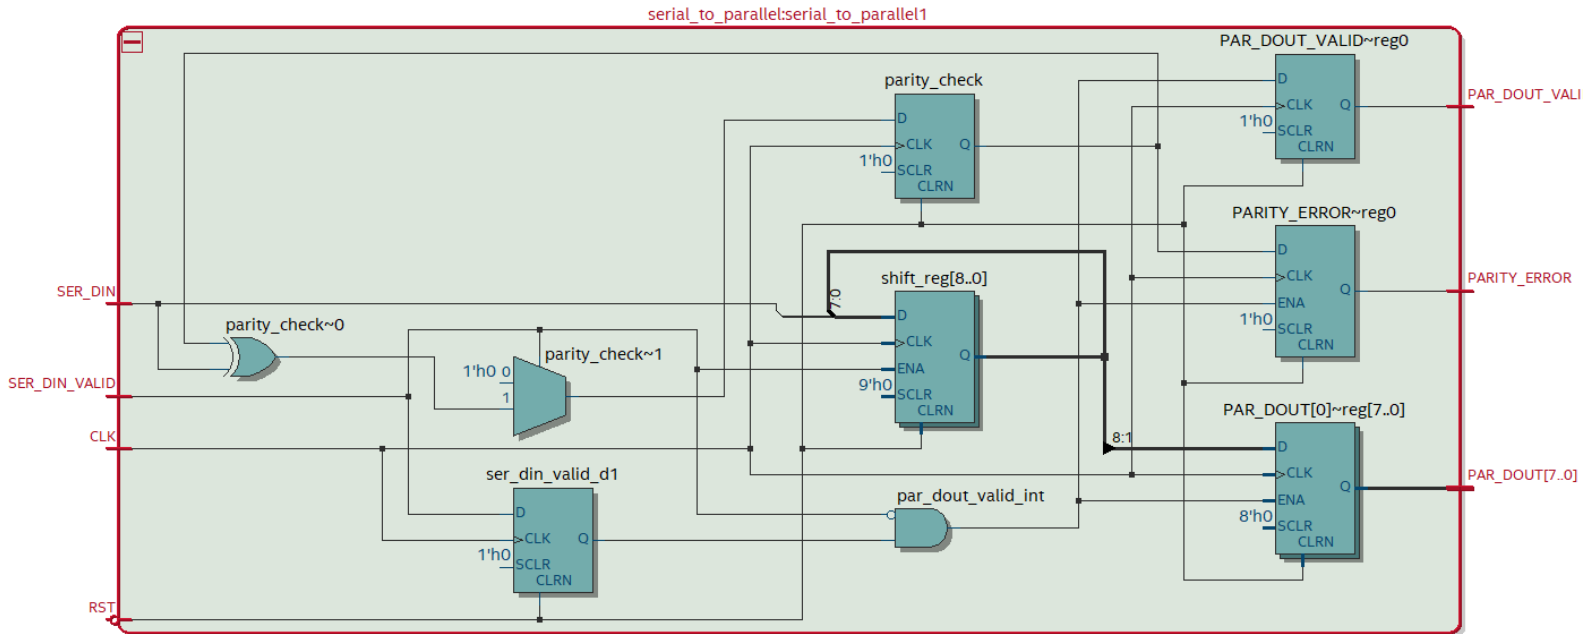 serial_to_parallel:serial_to_parallel1
PAR_DOUT_VALID~reg0
D
CLK
Q
1'h0
SCLR
CLRN
PAR_DOUT_VALI
parity_check
D
CLK
Q
1'h0
SCLR
CLRN
PARITY_ERROR~reg0
D
CLK
ENA
Q
1'h0
SCLR
CLRN
PARITY_ERROR
SER_DIN
parity_check~0
SER_DIN_VALID
parity_check~1
1'h0 0
1
7:0
shift_reg[8..0]
D
CLK
Q
ENA
9'h0
SCLR
CLRN
CLK
8:1
PAR_DOUT[0]~reg[7..0]
D
CLK
Q
ENA
8'h0
SCLR
CLRN
PAR_DOUT[7..0]
ser_din_valid_d1
D
CLK
Q
1'h0
SCLR
CLRN
par_dout_valid_int
RST